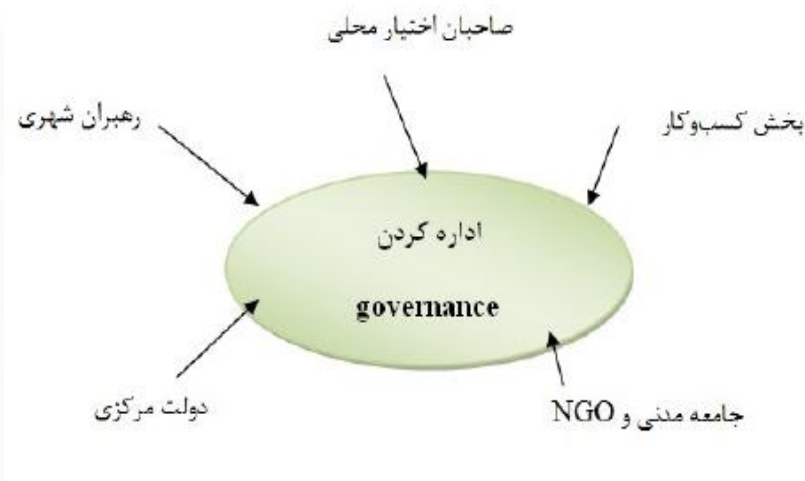 صاحبان اختیار محلی
رهبران شهری
بخش کسب‌وکار
اداره کردن
governance
دولت مرکزی
جامعه مدنی و NGO